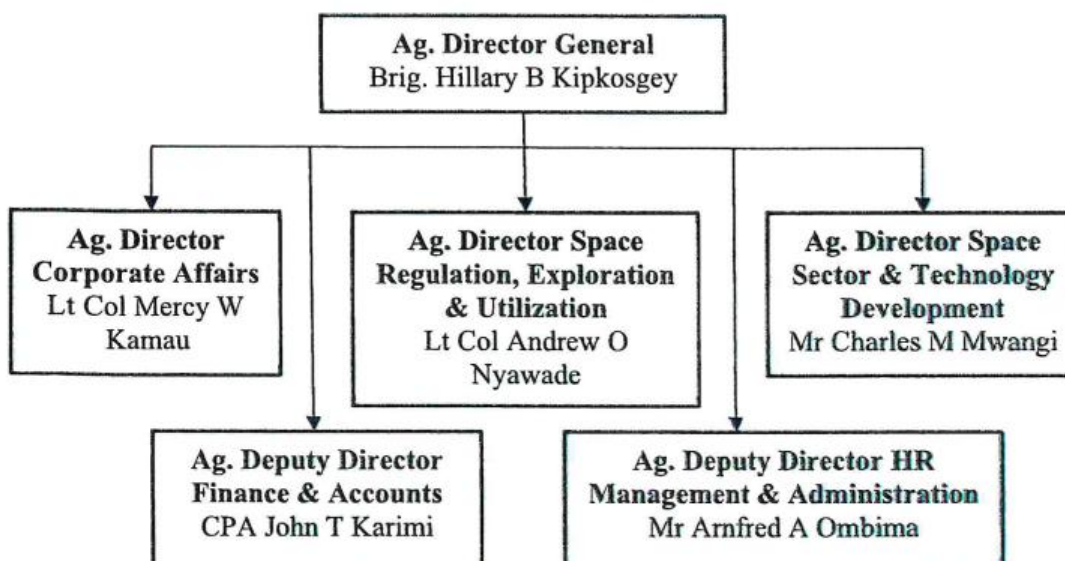 Ag. Director General
Brig. Hillary B Kipkosgey
Ag. Director
Corporate Affairs
Lt Col Mercy W
Kamau
Ag. Director Space
Regulation, Exploration
& Utilization
Lt Col Andrew O
Nyawade
Ag. Director Space
Sector & Technology
Development
Mr Charles M Mwangi
Ag. Deputy Director
Finance & Accounts
CPA John T Karimi
Ag. Deputy Director HR
Management & Administration
Mr Arnfred A Ombima